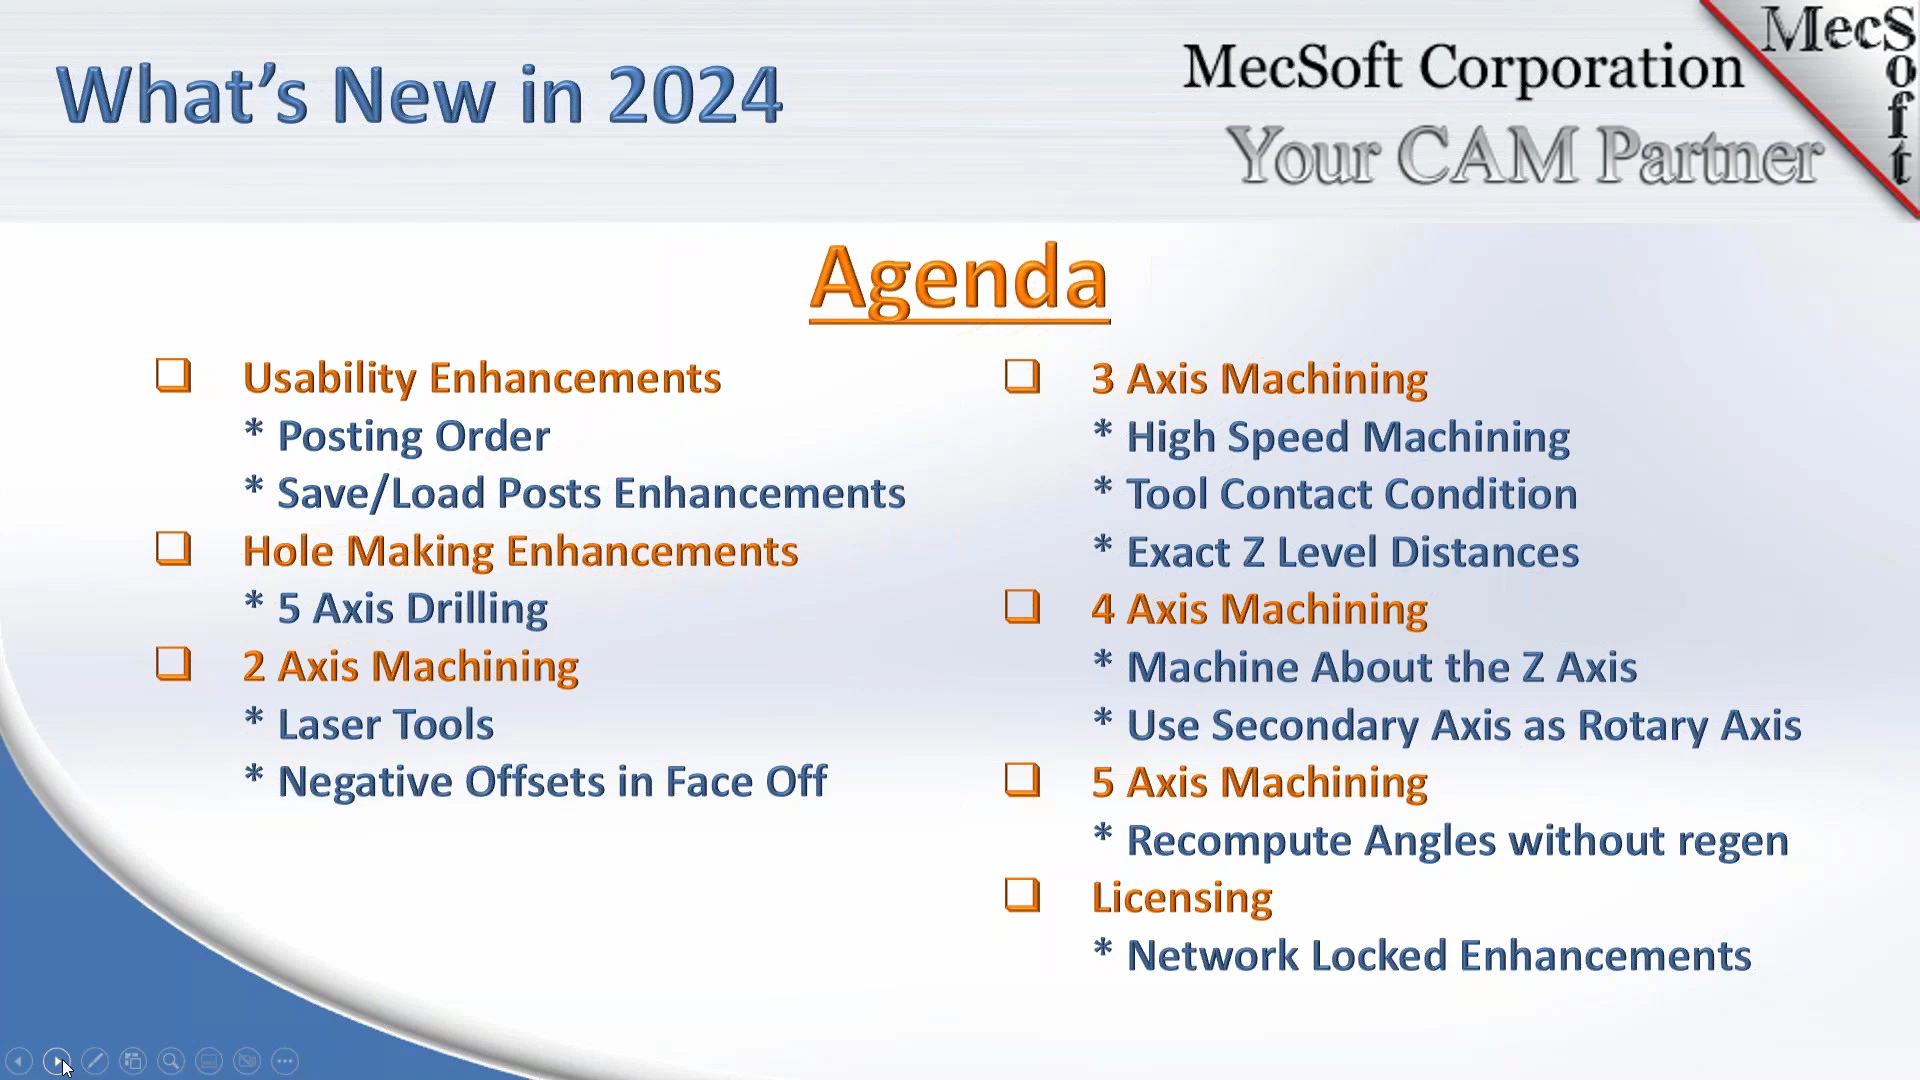 What's New in 2024
MecSoft Corporation
Your CAM Partner
MecSoft
Agenda
❑ Usability Enhancements
* Posting Order
* Save/Load Posts Enhancements
❑ Hole Making Enhancements
* 5 Axis Drilling
❑ 2 Axis Machining
* Laser Tools
* Negative Offsets in Face Off
❑ 3 Axis Machining
* High Speed Machining
* Tool Contact Condition
* Exact Z Level Distances
❑ 4 Axis Machining
* Machine About the Z Axis
* Use Secondary Axis as Rotary Axis
❑ 5 Axis Machining
* Recompute Angles without regen
❑ Licensing
* Network Locked Enhancements